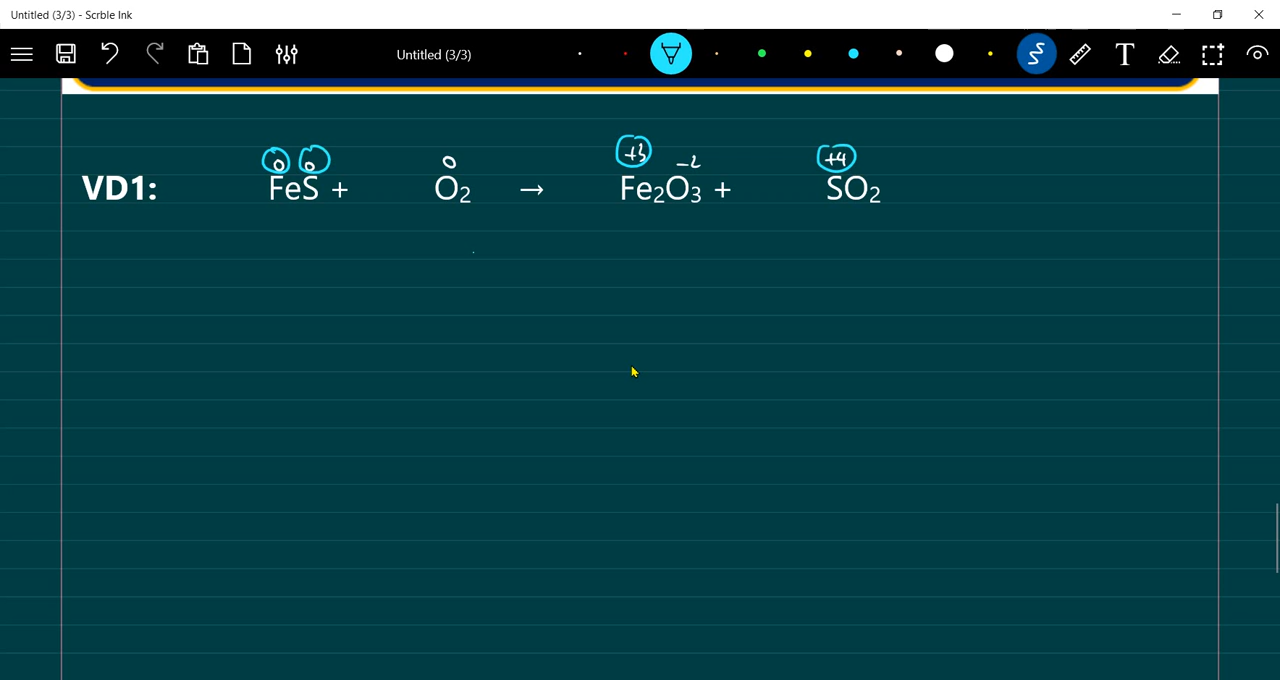 Untitled (3/3) - Scrble Ink
Untitled (3/3)
T
0 0 0 +3 -2 +4
VD1: FeS + O₂ → Fe₂O₃ + SO₂